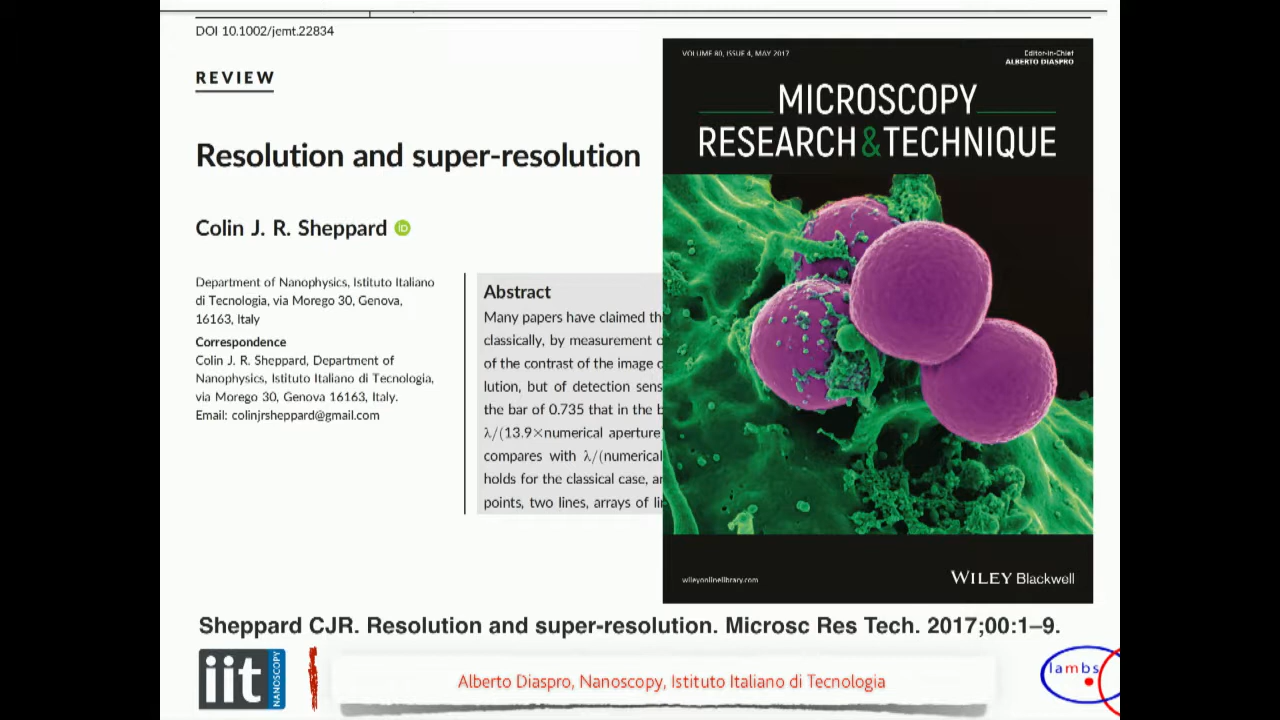 DOI 10.1002/jemt.22834
REVIEW
Resolution and super-resolution
Colin J. R. Sheppard iD
Department of Nanophysics, Istituto Italiano
di Tecnologia, via Morego 30, Genova,
16163, Italy
Correspondence
Colin J. R. Sheppard, Department of
Nanophysics, Istituto Italiano di Tecnologia,
via Morego 30, Genova 16163, Italy.
Email: colinjrsheppard@gmail.com
Abstract
Many papers have claimed
classically, by measurement
of the contrast of the image
lution, but of detection
the bar of 0.735 that in the
λ/(13.9×numerical aperture
compares with λ/(numerical
holds for the classical case,
points, two lines, arrays of
VOLUME 80, ISSUE 4, MAY 2017
Editor-in-Chief
ALBERTO DIASPRO
MICROSCOPY
RESEARCH&TECHNIQUE
wileyonlinelibrary.com
WILEY Blackwell
Sheppard CJR. Resolution and super-resolution. Microsc Res Tech. 2017;00:1–9.
iit NANOSCOPY
Alberto Diaspro, Nanoscopy, Istituto Italiano di Tecnologia
lambs